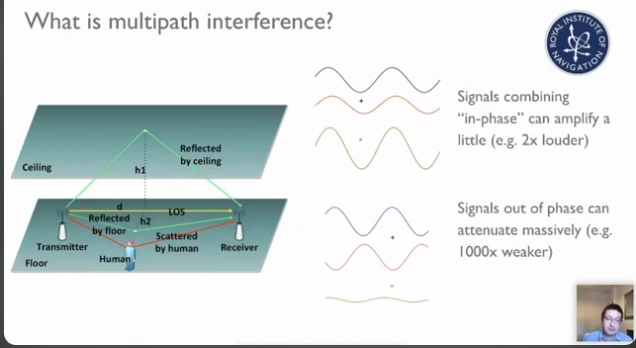 What is multipath interference?
ROYAL INSTITUTE OF NAVIGATION
Signals combining
"in-phase" can amplify a
little (e.g. 2x louder)
Ceiling
h1
Reflected
by ceiling
d
LOS
Reflected
by floor
h2
Scattered
by human
Transmitter
Human
Receiver
Floor
+
=
Signals out of phase can
attenuate massively (e.g.
1000x weaker)
+
=